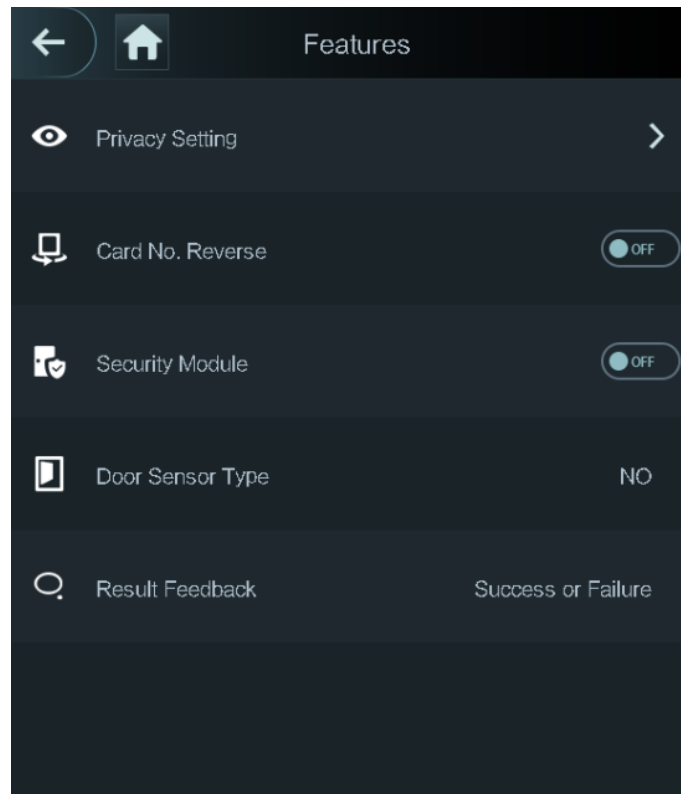 Features
Privacy Setting
Card No. Reverse OFF
Security Module OFF
Door Sensor Type NO
Result Feedback Success or Failure